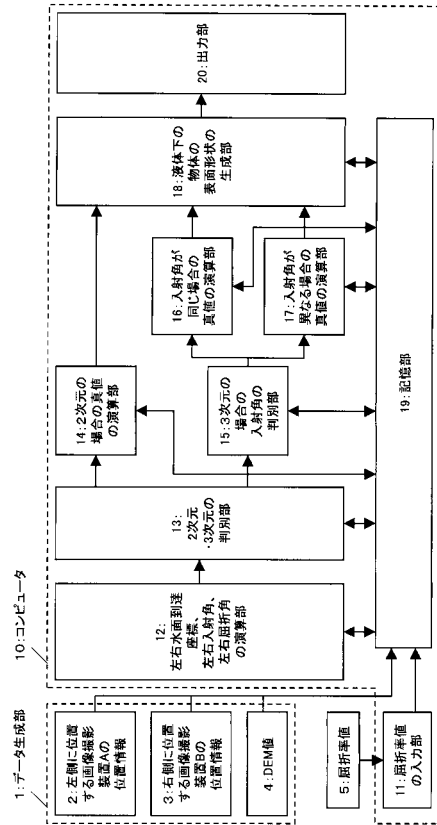 1:データ生成部
2:左側に位置
する画像撮影
装置Aの
位置情報
3:右側に位置
する画像撮影
装置Bの
位置情報
4:DEM値
5:屈折率値
10:コンピュータ
11:屈折率値
の入力部
12:
左右水面到達
座標、
左右入射角、
左右屈折角
の演算部
13:
2次元
・3次元の
判別部
14:2次元の
場合の真値
の演算部
15:3次元の
場合の
入射角の
判別部
16:入射角が
同じ場合の
真値の演算部
17:入射角が
異なる場合の
真値の演算部
18:液体下の
物体の
表面形状の
生成部
19:記憶部
20:出力部